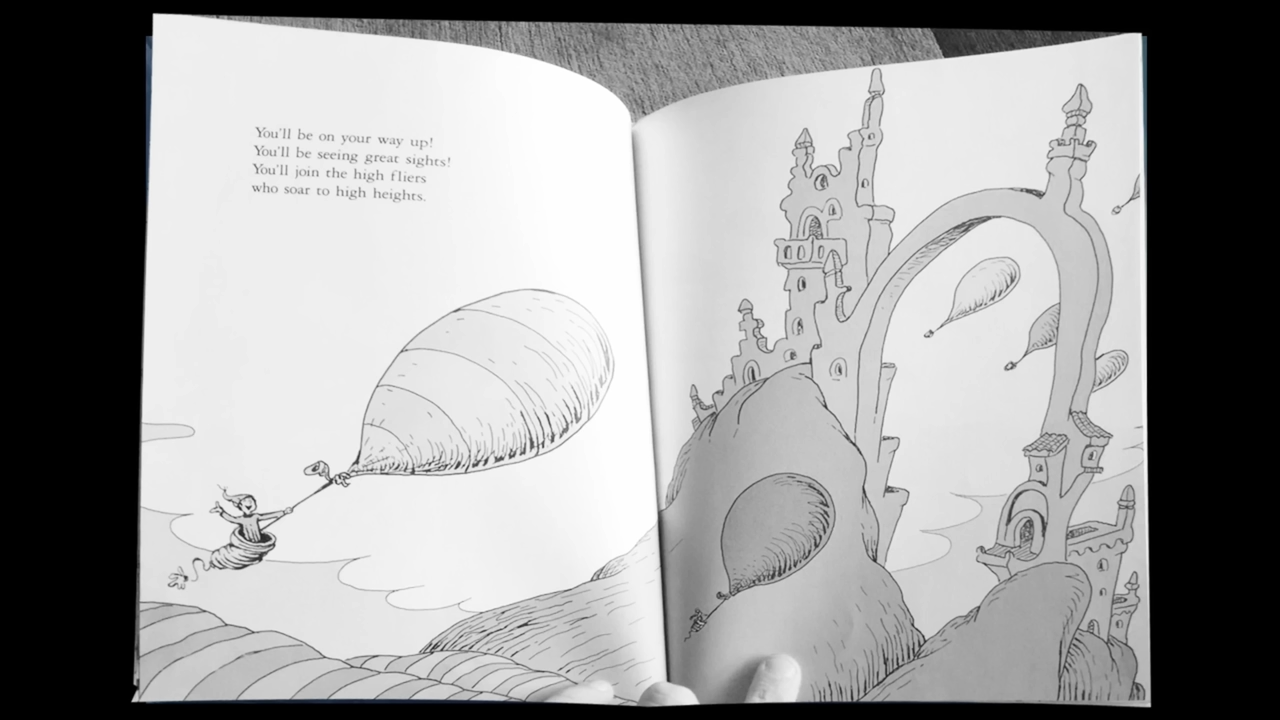 You'll be on your way up!
You'll be seeing great sights!
You'll join the high fliers
who soar to high heights.